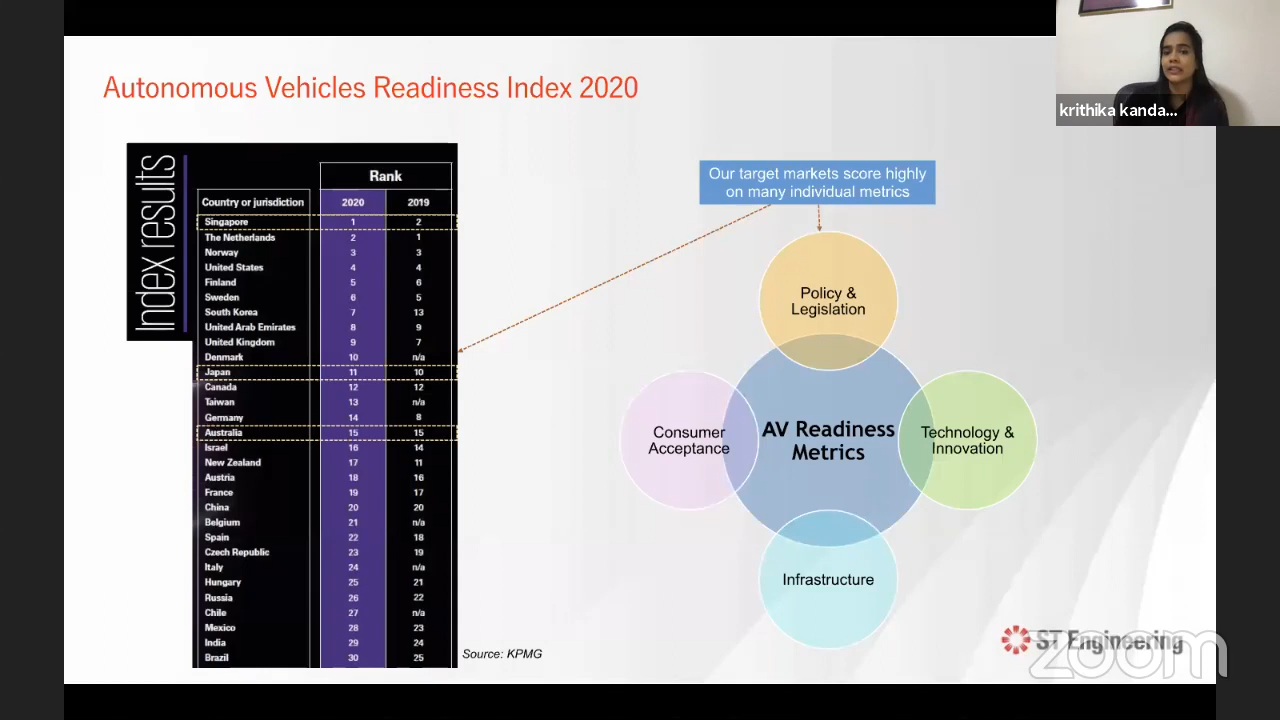 Autonomous Vehicles Readiness Index 2020
krithika kanda...
Index results
Rank
Country or jurisdiction 2020 2019
Singapore 1 2
The Netherlands 2 1
Norway 3 3
United States 4 4
Finland 5 6
Sweden 6 5
South Korea 7 13
United Arab Emirates 8 9
United Kingdom 9 7
Denmark 10 n/a
Japan 11 10
Canada 12 12
Taiwan 13 n/a
Germany 14 8
Australia 15 15
Israel 16 14
New Zealand 17 11
Austria 18 16
France 19 17
China 20 20
Belgium 21 n/a
Spain 22 18
Czech Republic 23 19
Italy 24 n/a
Hungary 25 21
Russia 26 22
Chile 27 n/a
Mexico 28 23
India 29 24
Brazil 30 25
Source: KPMG
Our target markets score highly
on many individual metrics
Policy &
Legislation
Consumer
Acceptance
AV Readiness
Metrics
Technology &
Innovation
Infrastructure
ST Engineering
zoom